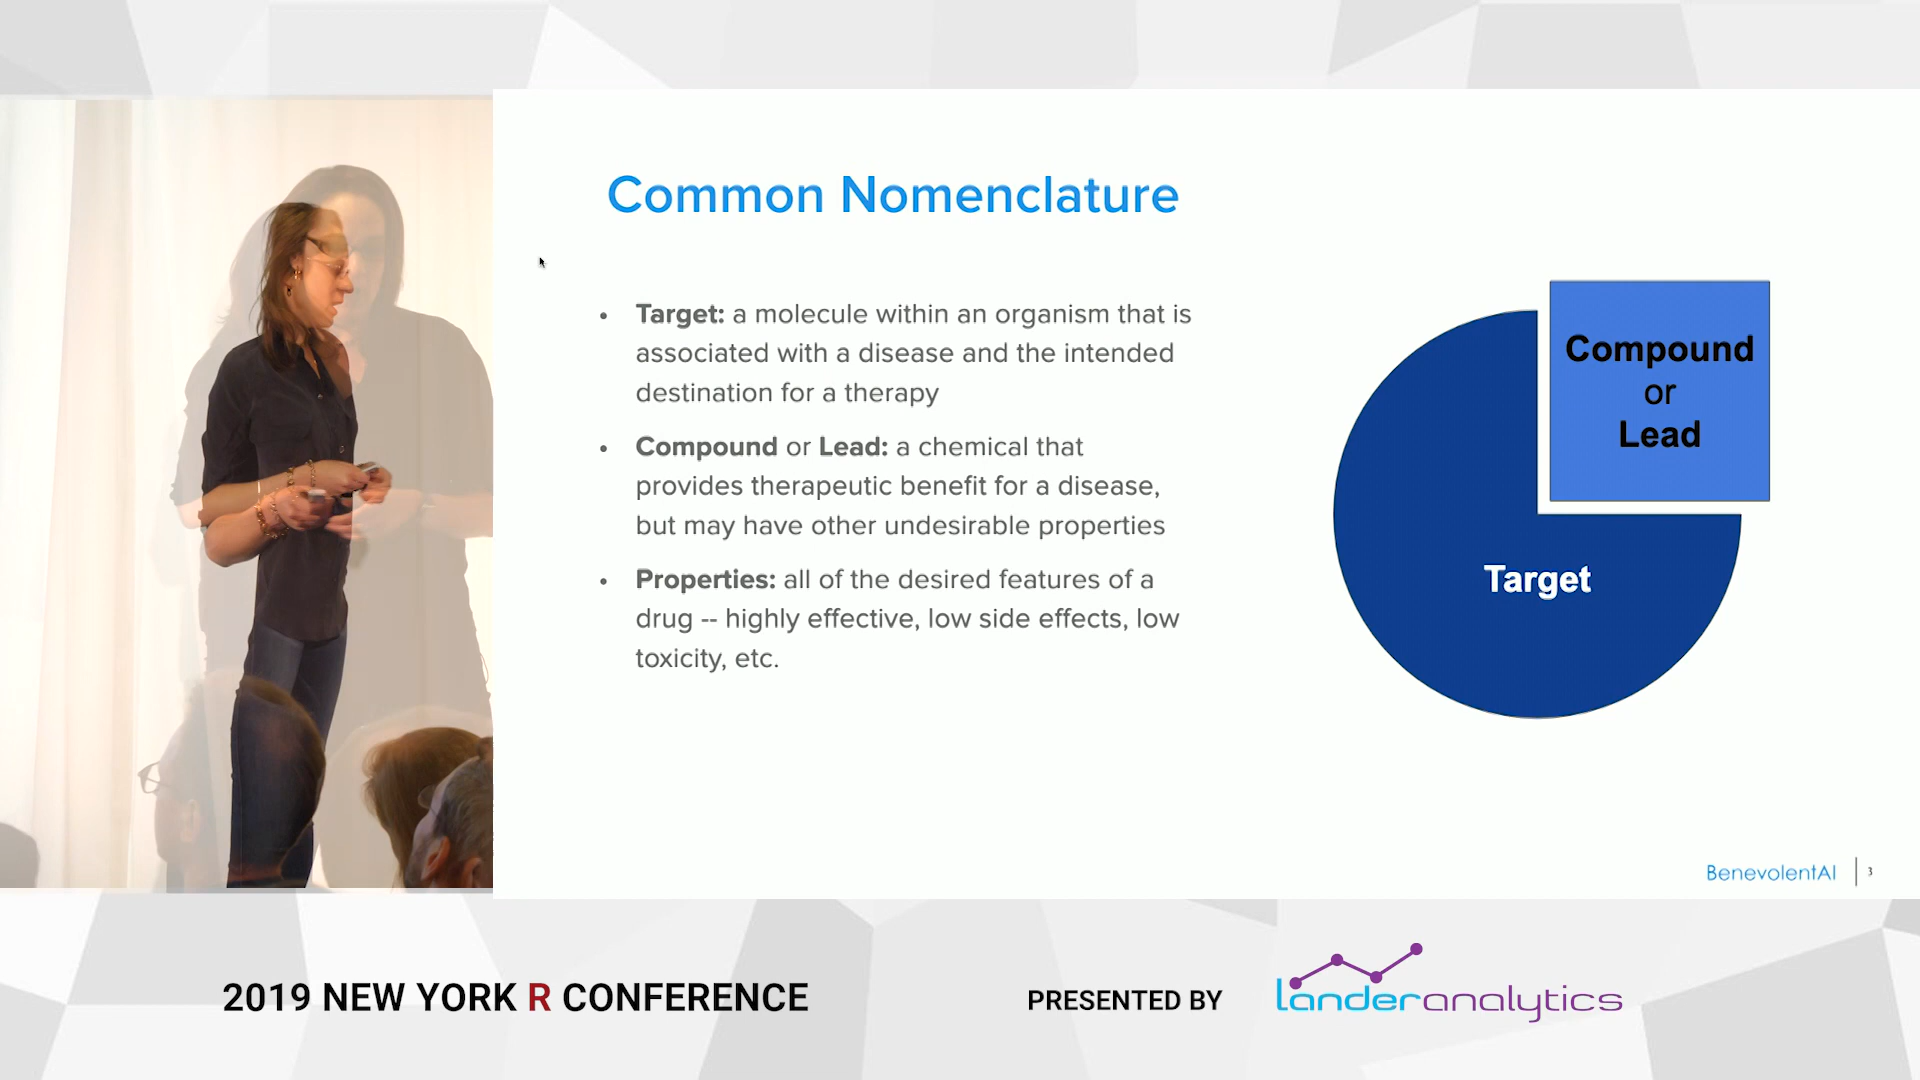 Common Nomenclature
• Target: a molecule within an organism that is
associated with a disease and the intended
destination for a therapy
• Compound or Lead: a chemical that
provides therapeutic benefit for a disease,
but may have other undesirable properties
• Properties: all of the desired features of a
drug -- highly effective, low side effects, low
toxicity, etc.
Compound
or
Lead
Target
BenevolentAI | 3
2019 NEW YORK R CONFERENCE
PRESENTED BY
landeranalytics